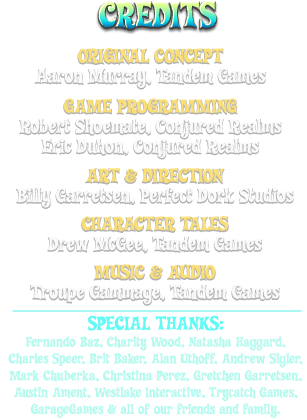 CREDITS
ORIGINAL CONCEPT
Aaron Murray, Tandem Games
GAME PROGRAMMING
Robert Shoemate, Conjured Realms
Eric Duhon, Conjured Realms
ART & DIRECTION
Billy Garretsen, Perfect Dork Studios
CHARACTER TALES
Drew McGee, Tandem Games
MUSIC & AUDIO
Troupe Gammage, Tandem Games
SPECIAL THANKS:
Fernando Baz, Charity Wood, Natasha Haggard,
Charles Speer, Brit Baker, Alan Uthoff, Andrew Sigler,
Mark Chuberka, Christina Perez, Gretchen Garretsen,
Austin Ament, Westlake Interactive, Trycatch Games,
GarageGames & all of our friends and family.